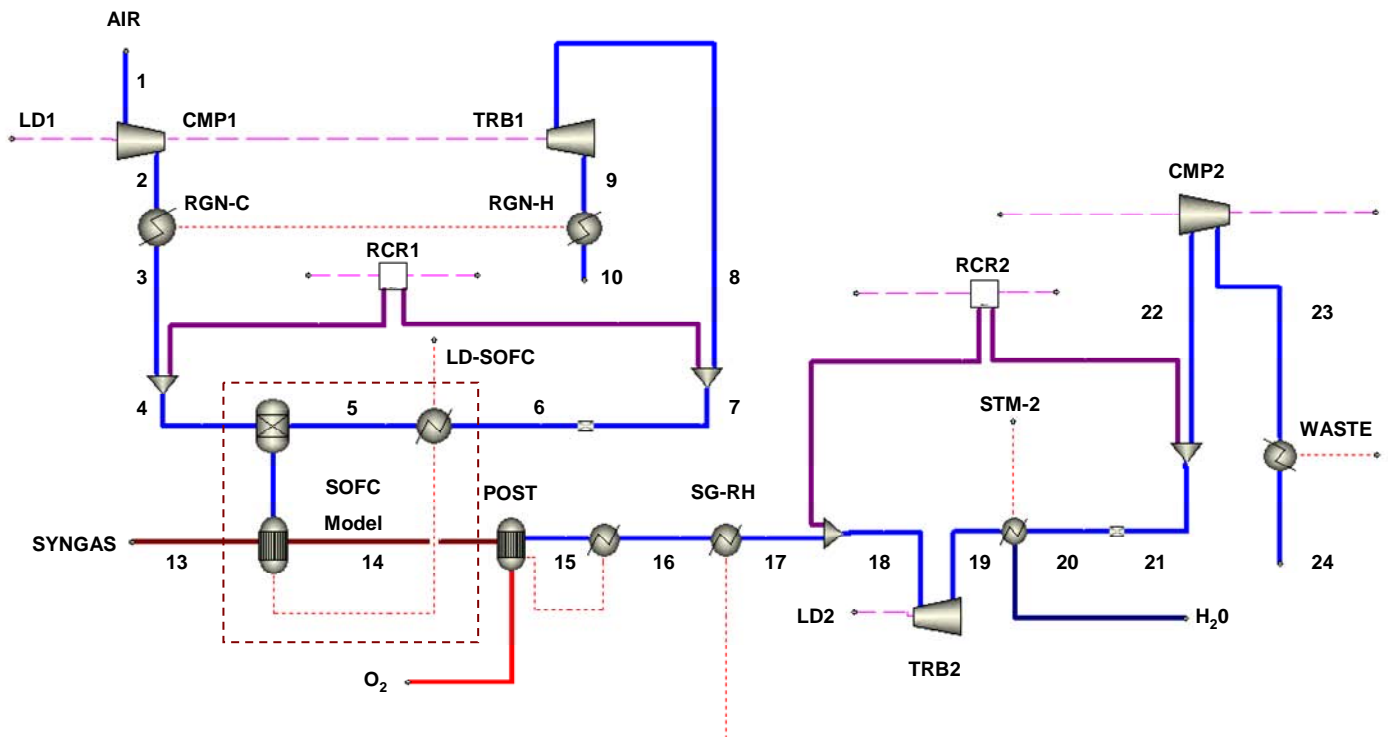 AIR
1
LD1
CMP1
TRB1
2
9
CMP2
RGN-C
RGN-H
RCR1
RCR2
3
10
8
22
23
LD-SOFC
4
5
6
7
STM-2
WASTE
SOFC
Model
POST
SG-RH
SYNGAS
13
14
15
16
17
18
19
20
21
24
LD2
H₂0
TRB2
O₂